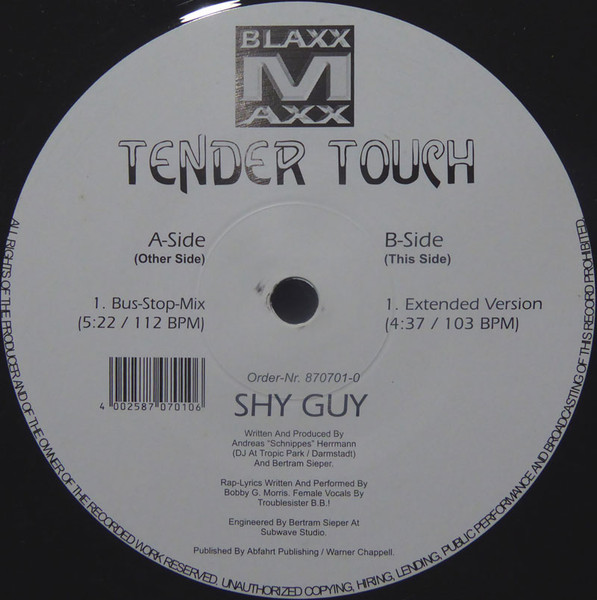 BLAXX
M
AXX
TENDER TOUCH
A-Side
(Other Side)
1. Bus-Stop-Mix
(5:22 / 112 BPM)
B-Side
(This Side)
1. Extended Version
(4:37 / 103 BPM)
4 002587 070106
Order-Nr. 870701-0
SHY GUY
Written And Produced By
Andreas "Schnippes" Herrmann
(DJ At Tropic Park / Darmstadt)
And Bertram Sieper.
Rap-Lyrics Written And Performed By
Bobby G. Morris. Female Vocals By
Troublesister B.B.!
Engineered By Bertram Sieper At
Subwave Studio.
Published By Abfahrt Publishing / Warner Chappell.
ALL RIGHTS OF THE PRODUCER AND OF THE OWNER OF THE RECORDED WORK RESERVED. UNAUTHORIZED COPYING, HIRING, LENDING, PUBLIC PERFORMANCE AND BROADCASTING OF THIS RECORD PROHIBITED.